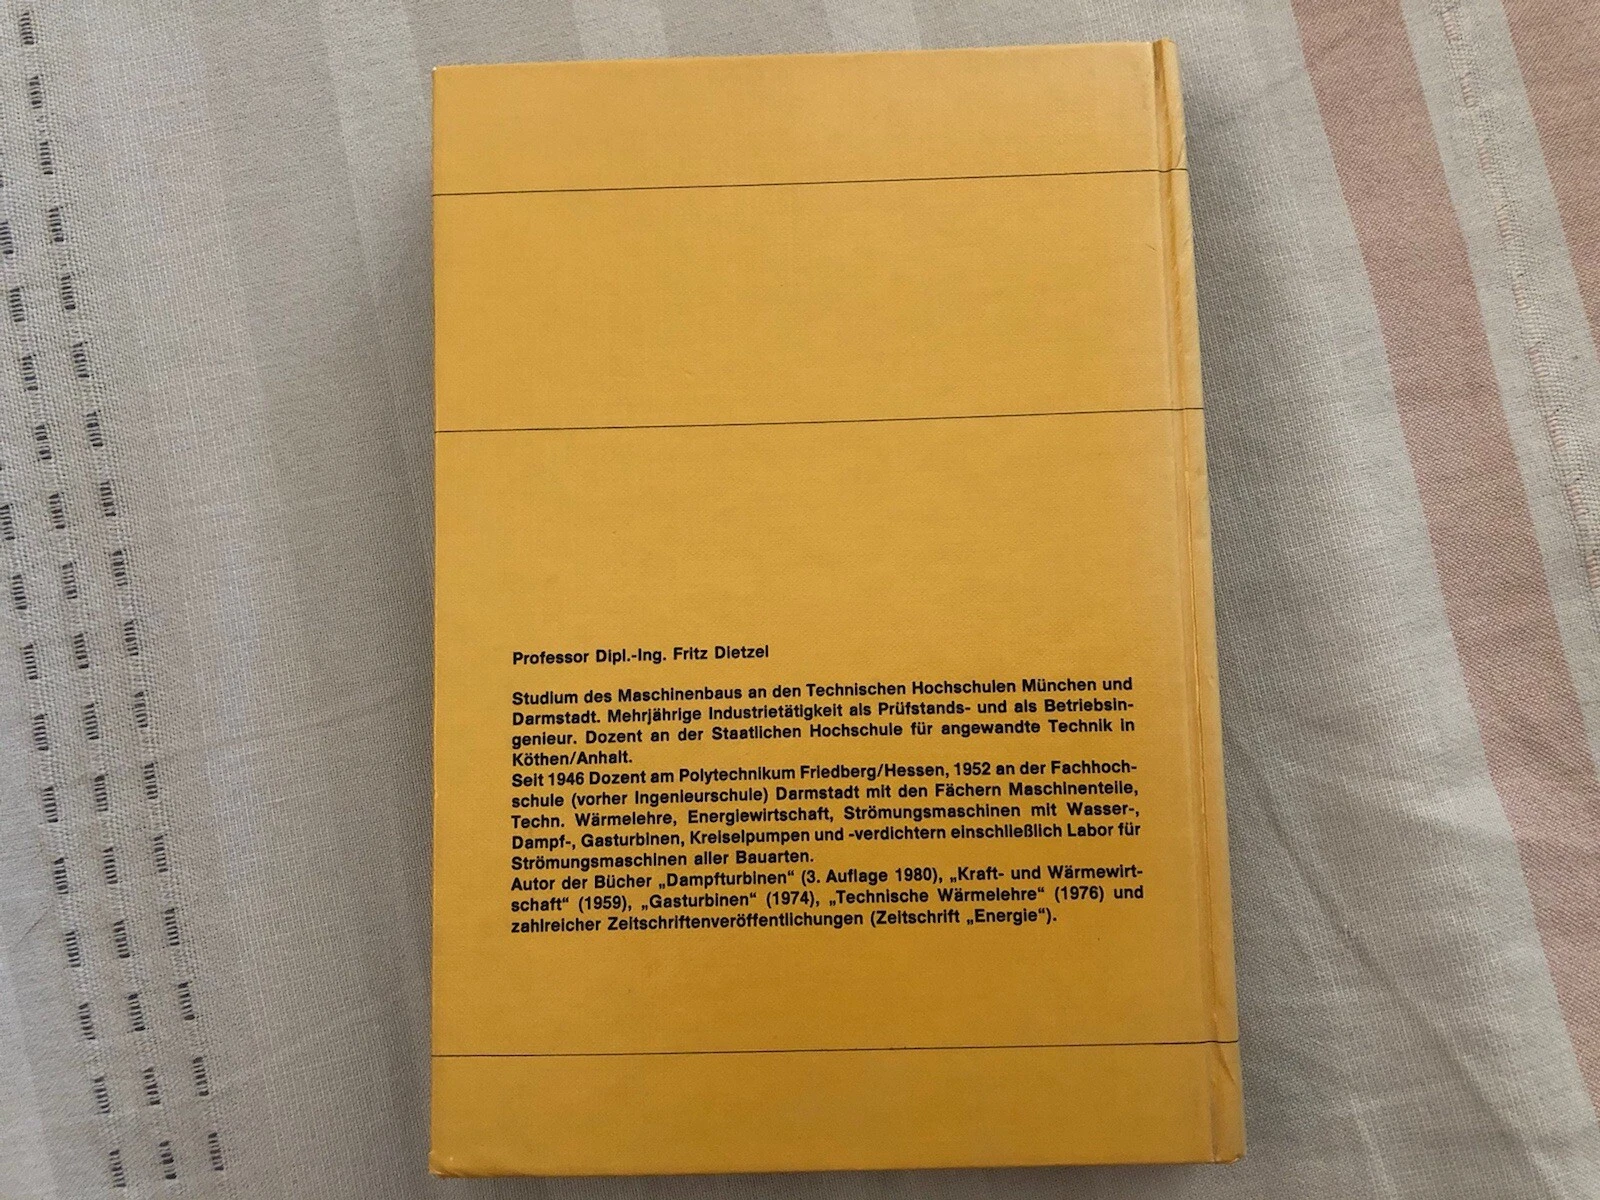 Professor Dipl.-Ing. Fritz Dietzel
Studium des Maschinenbaus an den Technischen Hochschulen München und
Darmstadt. Mehrjährige Industrietätigkeit als Prüfstands- und als Betriebsin-
genieur. Dozent an der Staatlichen Hochschule für angewandte Technik in
Köthen/Anhalt.
Seit 1946 Dozent am Polytechnikum Friedberg/Hessen, 1952 an der Fachhoch-
schule (vorher Ingenieurschule) Darmstadt mit den Fächern Maschinenteile,
Techn. Wärmelehre, Energiewirtschaft, Strömungsmaschinen mit Wasser-,
Dampf-, Gasturbinen, Kreiselpumpen und -verdichtern einschließlich Labor für
Strömungsmaschinen aller Bauarten.
Autor der Bücher „Dampfturbinen“ (3. Auflage 1980), „Kraft- und Wärmewirt-
schaft“ (1959), „Gasturbinen“ (1974), „Technische Wärmelehre“ (1976) und
zahlreicher Zeitschriftenveröffentlichungen (Zeitschrift „Energie“).